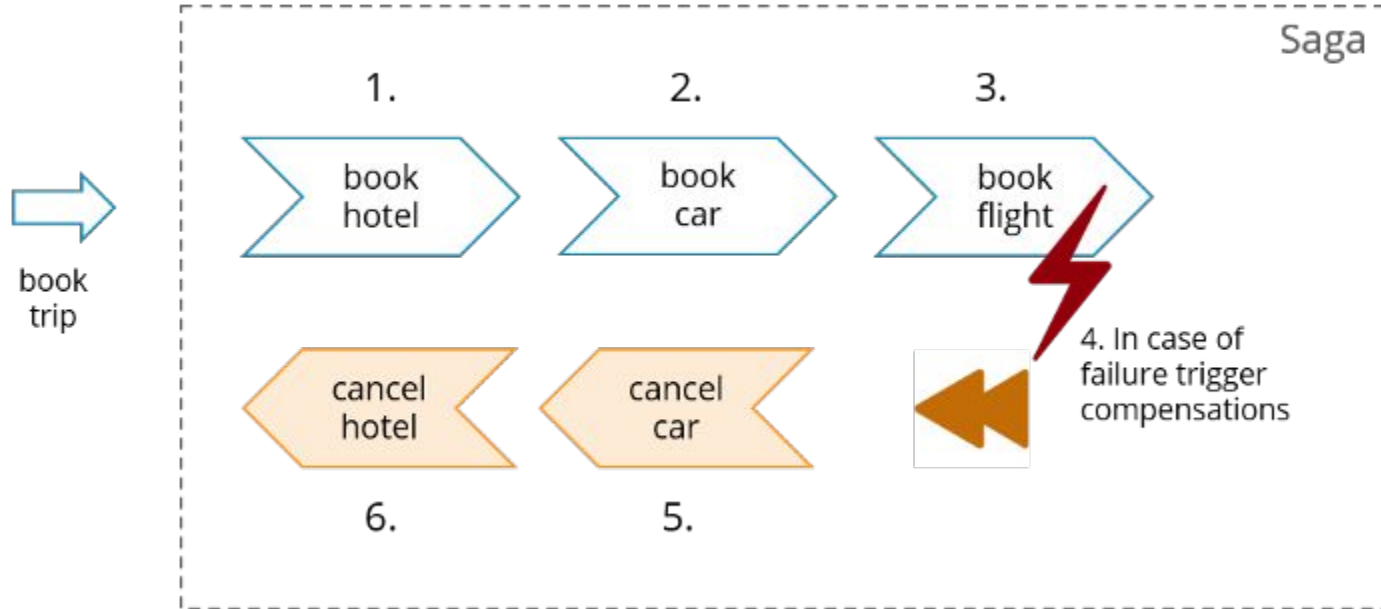 Saga
1.
2.
3.
book
hotel
book
car
book
flight
book
trip
4. In case of
failure trigger
compensations
cancel
hotel
cancel
car
6.
5.